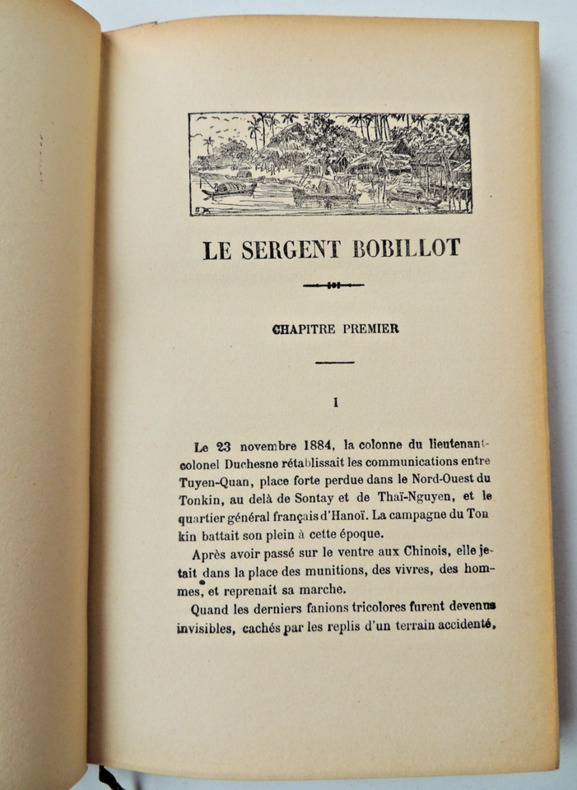 LE SERGENT BOBILLOT
CHAPITRE PREMIER
I
Le 23 novembre 1884, la colonne du lieutenant-
colonel Duchesne rétablissait les communications entre
Tuyen-Quan, place forte perdue dans le Nord-Ouest du
Tonkin, au delà de Sontay et de Thaï-Nguyen, et le
quartier général français d'Hanoï. La campagne du Ton
kin battait son plein à cette époque.
Après avoir passé sur le ventre aux Chinois, elle je-
tait dans la place des munitions, des vivres, des hom-
mes, et reprenait sa marche.
Quand les derniers fanions tricolores furent devenus
invisibles, cachés par les replis d'un terrain accidenté,